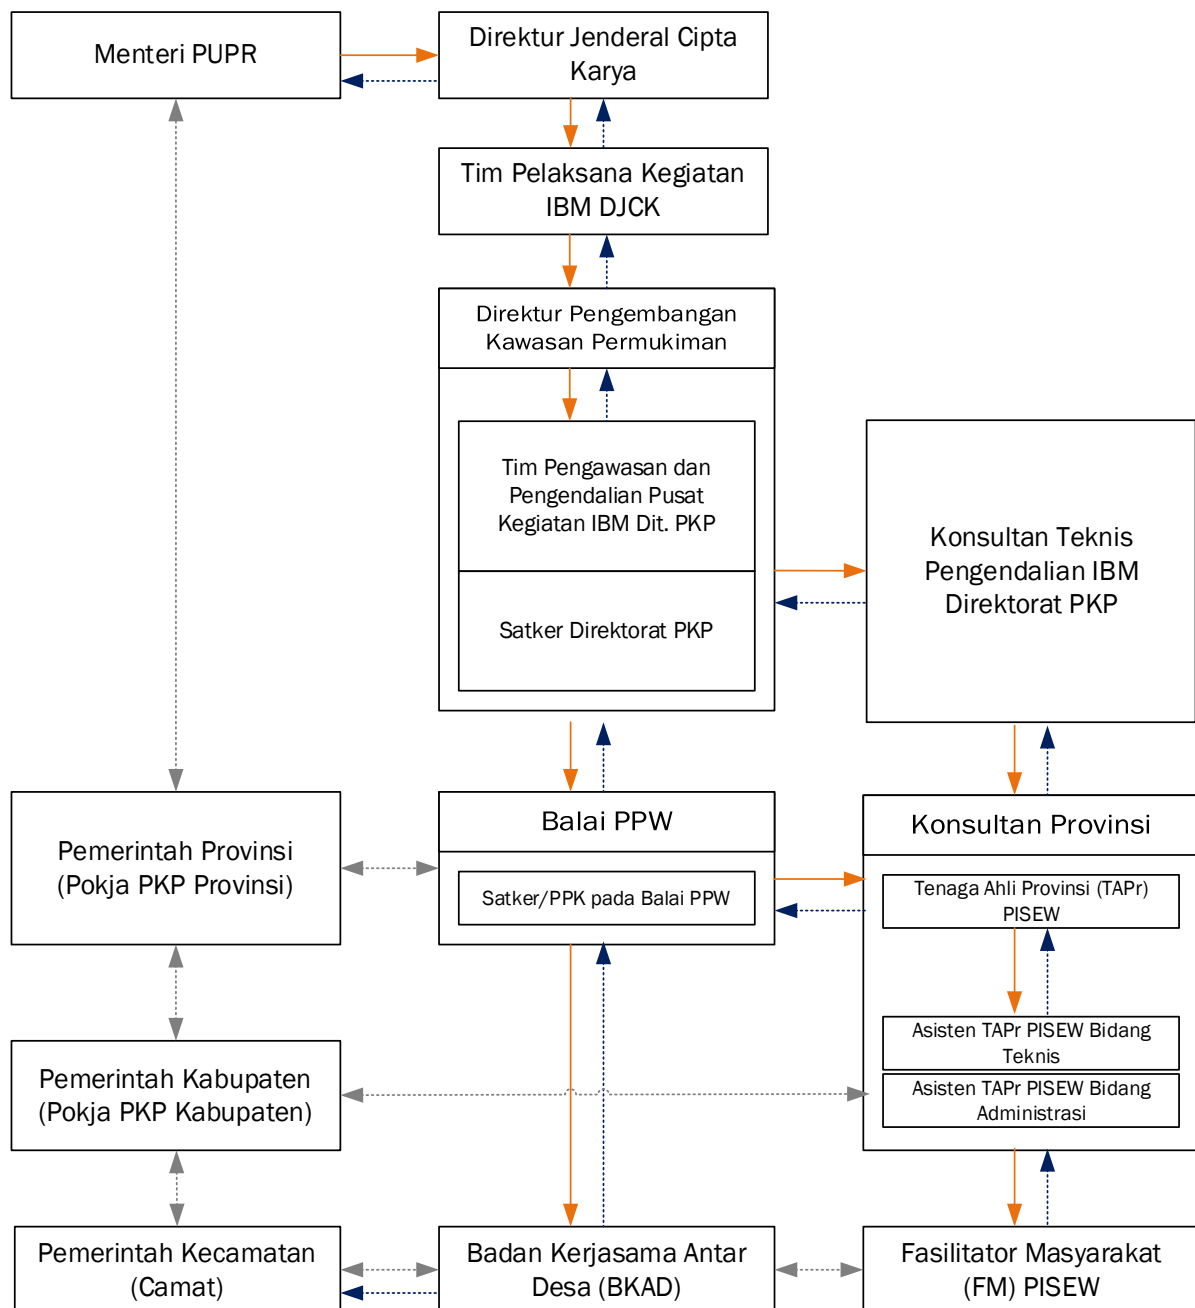 Menteri PUPR
Direktur Jenderal Cipta
Karya
Tim Pelaksana Kegiatan
IBM DJCK
Direktur Pengembangan
Kawasan Permukiman
Tim Pengawasan dan
Pengendalian Pusat
Kegiatan IBM Dit. PKP
Satker Direktorat PKP
Konsultan Teknis
Pengendalian IBM
Direktorat PKP
Pemerintah Provinsi
(Pokja PKP Provinsi)
Balai PPW
Satker/PPK pada Balai PPW
Konsultan Provinsi
Tenaga Ahli Provinsi (TAPr)
PISEW
Asisten TAPr PISEW Bidang
Teknis
Asisten TAPr PISEW Bidang
Administrasi
Pemerintah Kabupaten
(Pokja PKP Kabupaten)
Pemerintah Kecamatan
(Camat)
Badan Kerjasama Antar
Desa (BKAD)
Fasilitator Masyarakat
(FM) PISEW